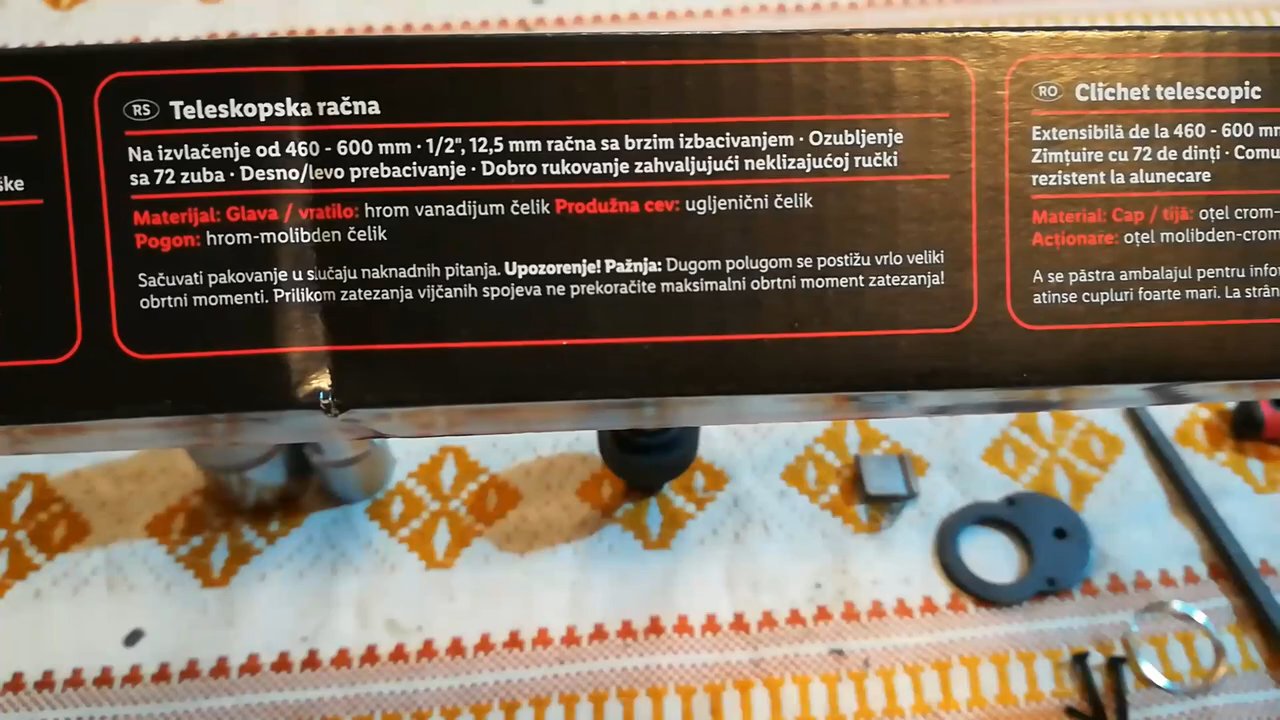 ške
RS Teleskopska račna
Na izvlačenje od 460 - 600 mm · 1/2", 12,5 mm račna sa brzim izbacivanjem · Ozubljenje
sa 72 zuba · Desno/levo prebacivanje · Dobro rukovanje zahvaljujući neklizajućoj ručki
Materijal: Glava / vratilo: hrom vanadijum čelik Produžna cev: ugljenični čelik
Pogon: hrom-molibden čelik
Sačuvati pakovanje u slučaju naknadnih pitanja. Upozorenje! Pažnja: Dugom polugom se postižu vrlo veliki
obrtni momenti. Prilikom zatezanja vijčanih spojeva ne prekoračite maksimalni obrtni moment zatezanja!
RO Clichet telescopic
Extensibilă de la 460 - 600 mm
Zimțuire cu 72 de dinți · Comu
rezistent la alunecare
Material: Cap / tijă: oțel crom-
Acționare: oțel molibden-crom
A se păstra ambalajul pentru infor
atinse cupluri foarte mari. La strân